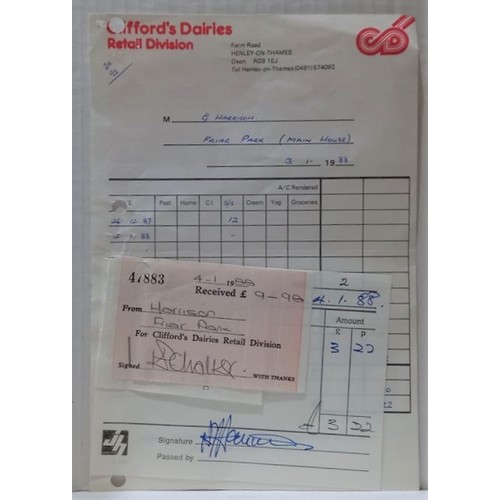 Clifford's Dairies
Retail Division
Farm Road
HENLEY-ON-THAMES
Oxon. RG9 1EJ
Tel Henley-on-Thames (0491) 574052
M G HARRISON
FRIAR PARK (MAIN HOUSE)
3.1. 1988
A/C Rendered
Past. Homo C.I. Cream Yog. Groceries
26.12.87 12
47883 4-1 1988
Received £ 9-98
From Harrison
Friar Park
For Clifford's Dairies Retail Division
Signed WITH THANKS
2
4.1.88.
Amount
£ P
3 22
3 22
Signature
Passed by